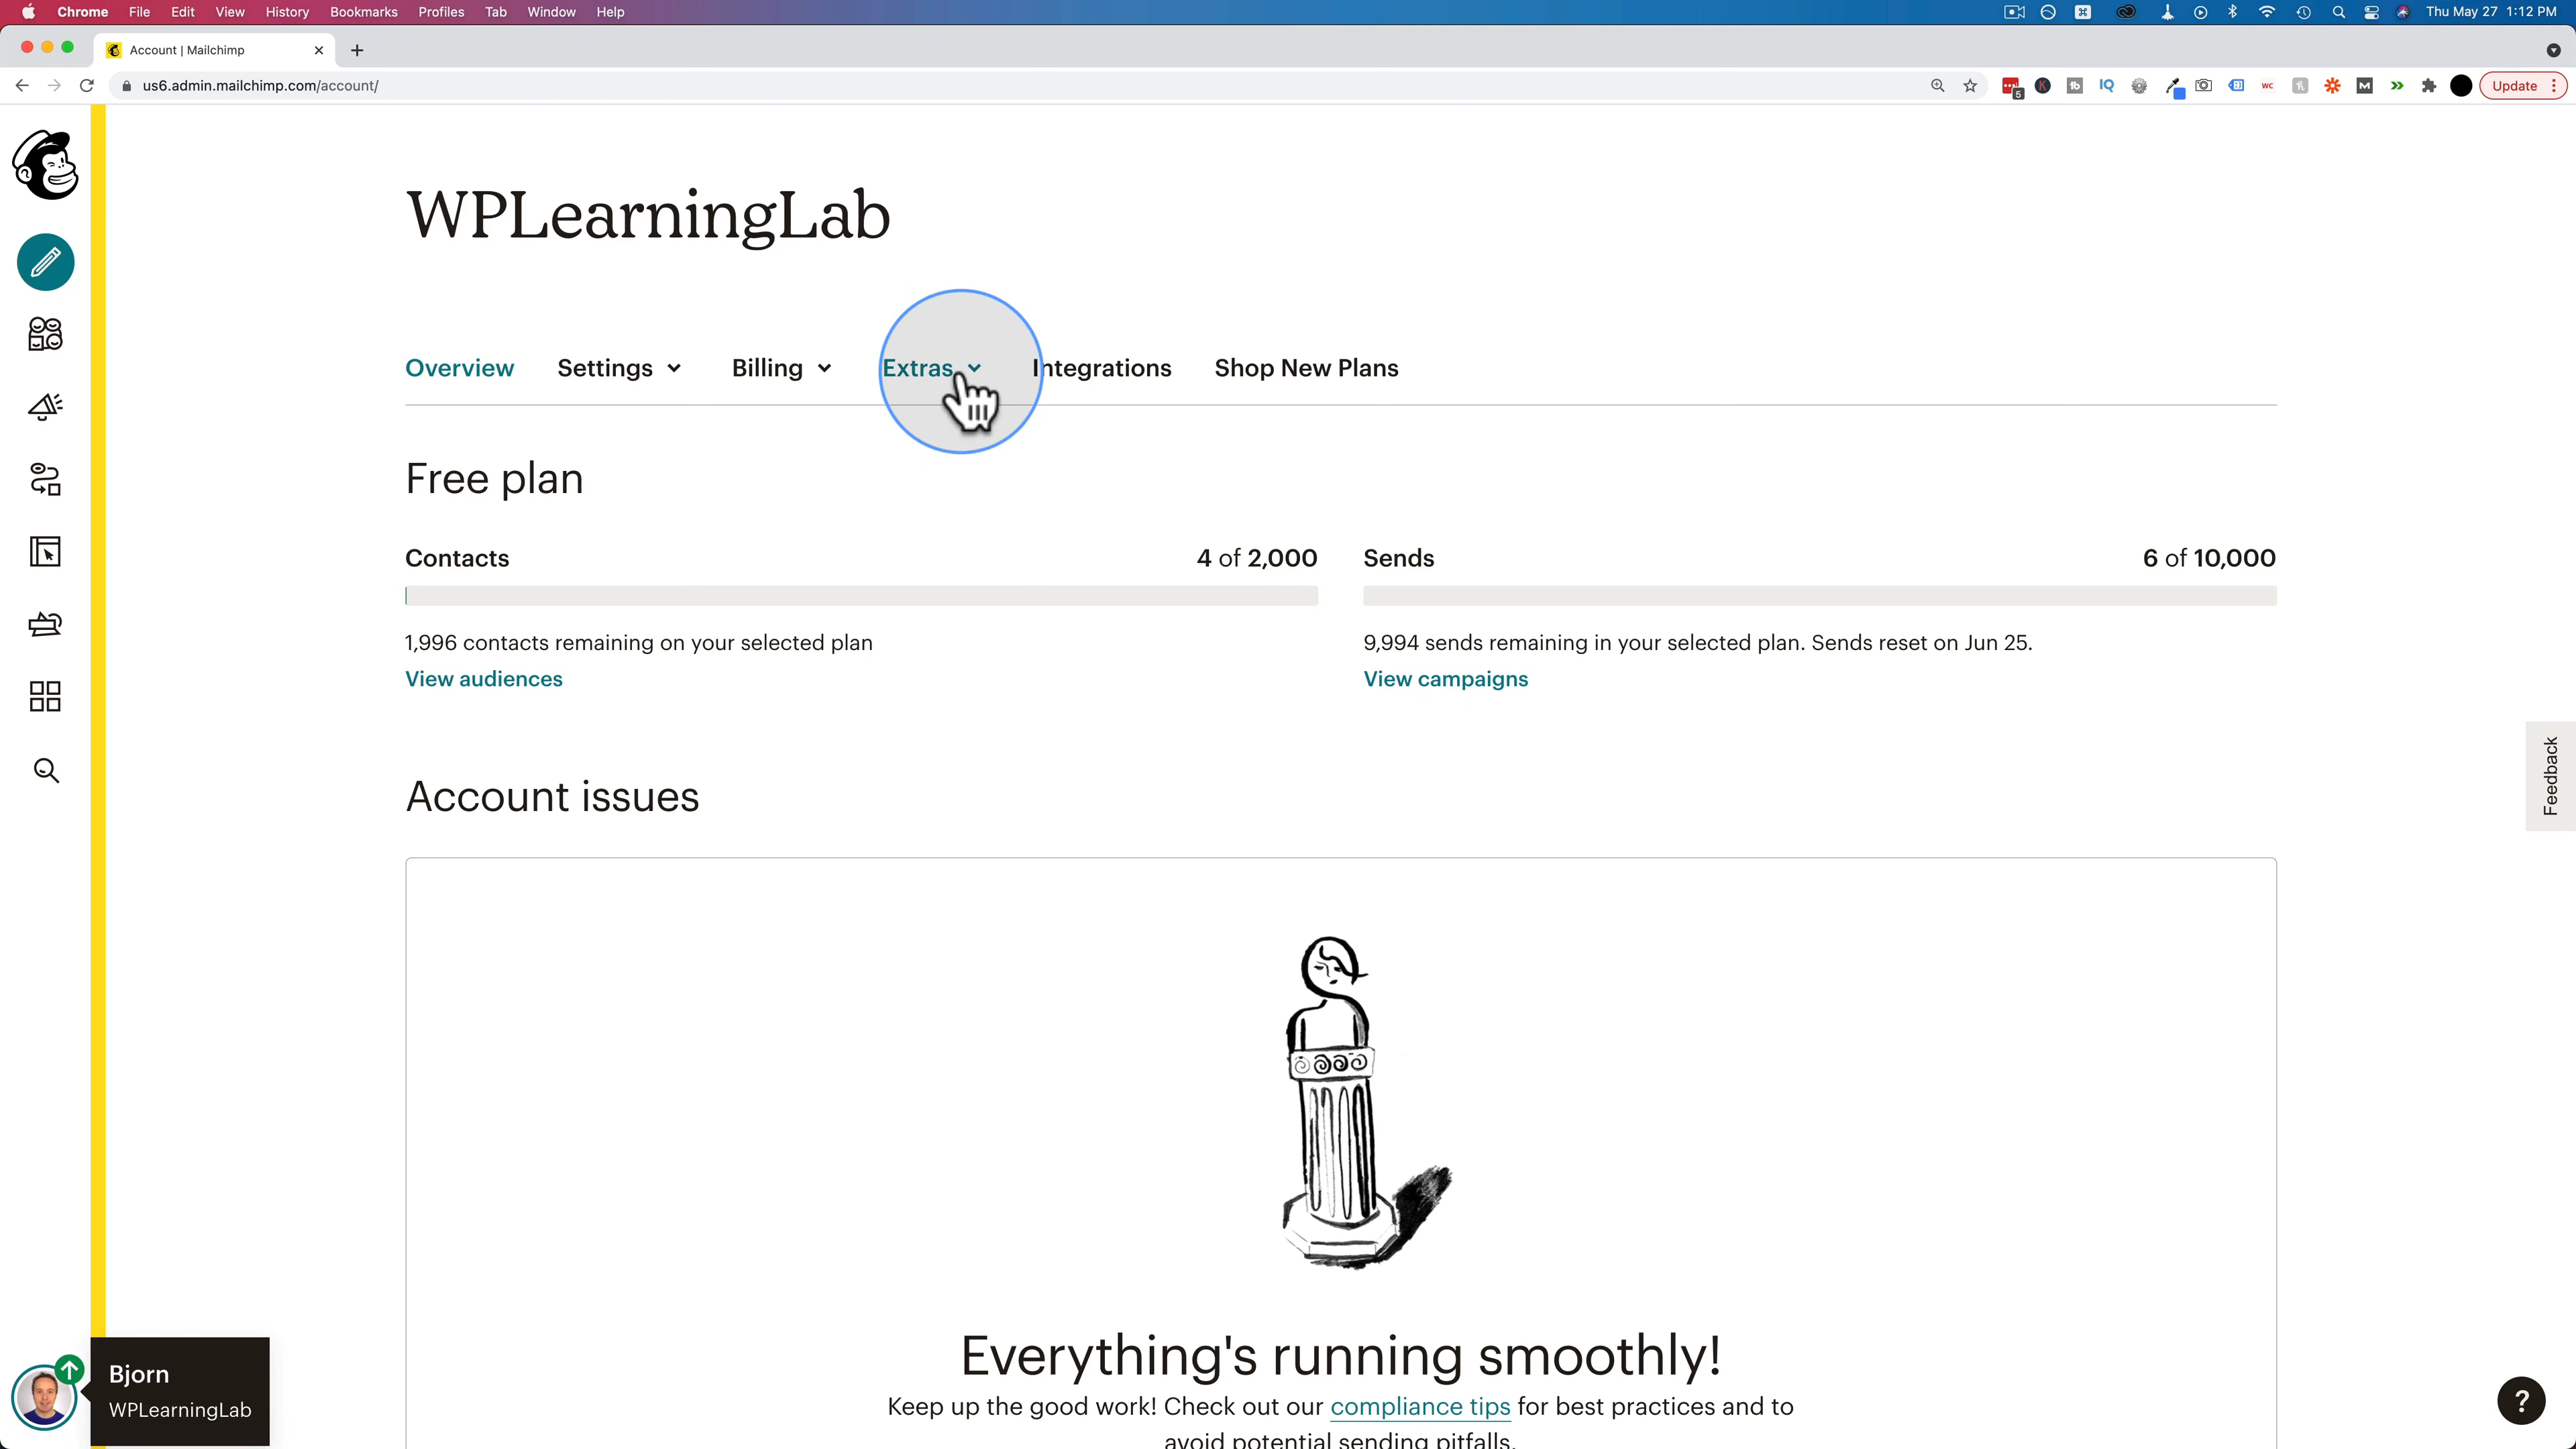 Chrome File Edit View History Bookmarks Profiles Tab Window Help Thu May 27 1:12 PM
Account | Mailchimp
us6.admin.mailchimp.com/account/
5 K tb IQ WC M Update
WPLearningLab
Overview Settings Billing Extras Integrations Shop New Plans
Free plan
Contacts 4 of 2,000 Sends 6 of 10,000
1,996 contacts remaining on your selected plan 9,994 sends remaining in your selected plan. Sends reset on Jun 25.
View audiences View campaigns
Feedback
Account issues
Everything's running smoothly!
Keep up the good work! Check out our compliance tips for best practices and to
avoid potential sending pitfalls.
Bjorn
WPLearningLab
?